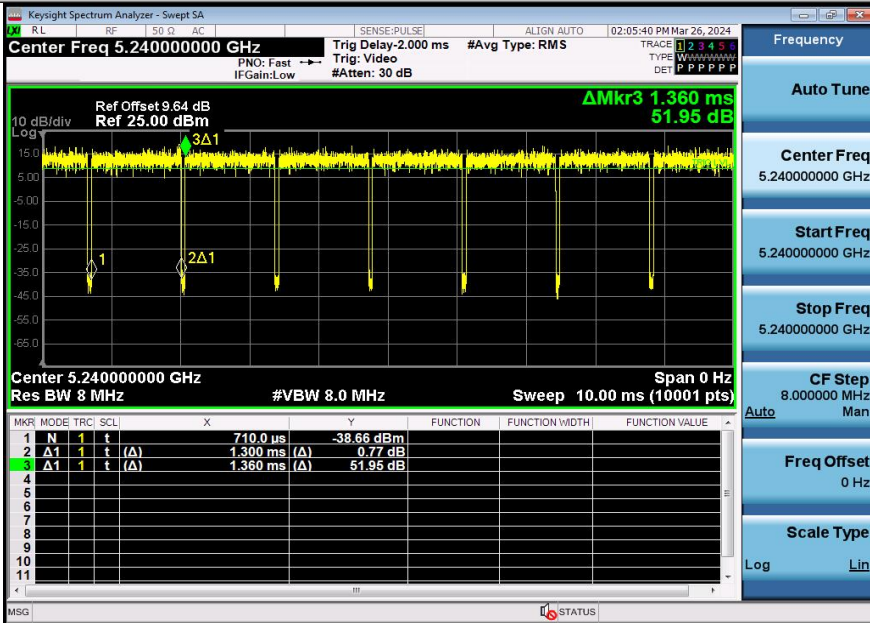 Keysight Spectrum Analyzer - Swept SA
LXI RL RF 50 Ω AC SENSE:PULSE ALIGN AUTO 02:05:40 PM Mar 26, 2024
Center Freq 5.240000000 GHz
PNO: Fast
IFGain:Low
Trig Delay-2.000 ms
Trig: Video
#Atten: 30 dB
#Avg Type: RMS
TRACE 1 2 3 4 5 6
TYPE WWWWWW
DET P P P P P P
ΔMkr3 1.360 ms
51.95 dB
Ref Offset 9.64 dB
10 dB/div Ref 25.00 dBm
Log
15.0
5.00
-5.00
-15.0
-25.0
-35.0
-45.0
-55.0
-65.0
3Δ1
1
2Δ1
Center 5.240000000 GHz Span 0 Hz
Res BW 8 MHz #VBW 8.0 MHz Sweep 10.00 ms (10001 pts)
MKR MODE TRC SCL X Y FUNCTION FUNCTION WIDTH FUNCTION VALUE
1 N 1 t 710.0 µs -38.66 dBm
2 Δ1 1 t (Δ) 1.300 ms (Δ) 0.77 dB
3 Δ1 1 t (Δ) 1.360 ms (Δ) 51.95 dB
4
5
6
7
8
9
10
11
MSG STATUS
Frequency
Auto Tune
Center Freq
5.240000000 GHz
Start Freq
5.240000000 GHz
Stop Freq
5.240000000 GHz
CF Step
8.000000 MHz
Auto Man
Freq Offset
0 Hz
Scale Type
Log Lin